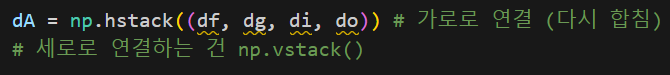 dA = np.hstack((df, dg, di, do)) # 가로로 연결 (다시 합침)
# 세로로 연결하는 건 np.vstack()